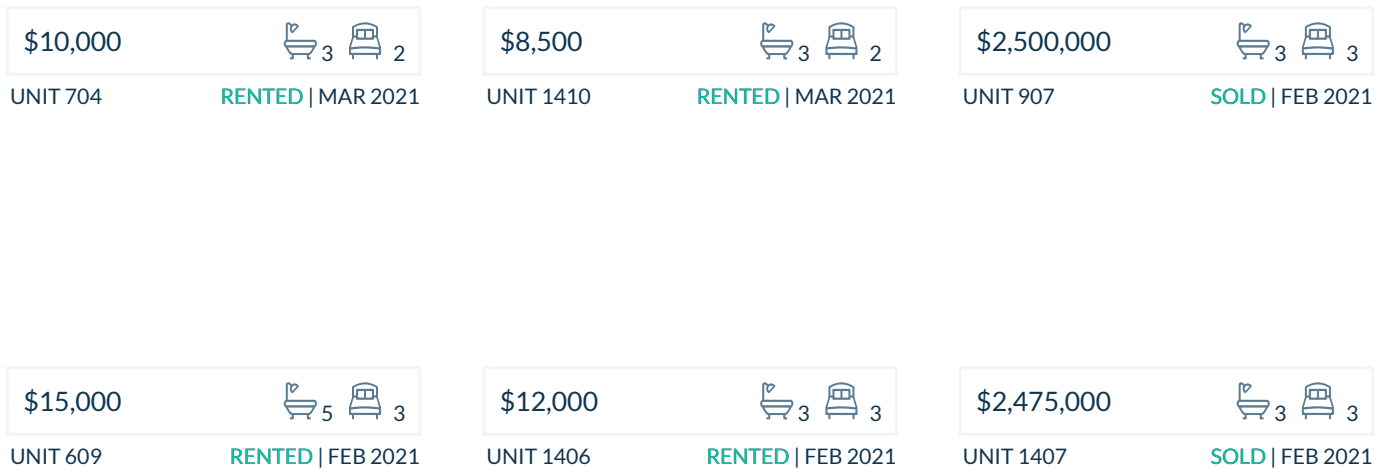 $10,000 3 2
UNIT 704 RENTED | MAR 2021
$8,500 3 2
UNIT 1410 RENTED | MAR 2021
$2,500,000 3 3
UNIT 907 SOLD | FEB 2021
$15,000 5 3
UNIT 609 RENTED | FEB 2021
$12,000 3 3
UNIT 1406 RENTED | FEB 2021
$2,475,000 3 3
UNIT 1407 SOLD | FEB 2021